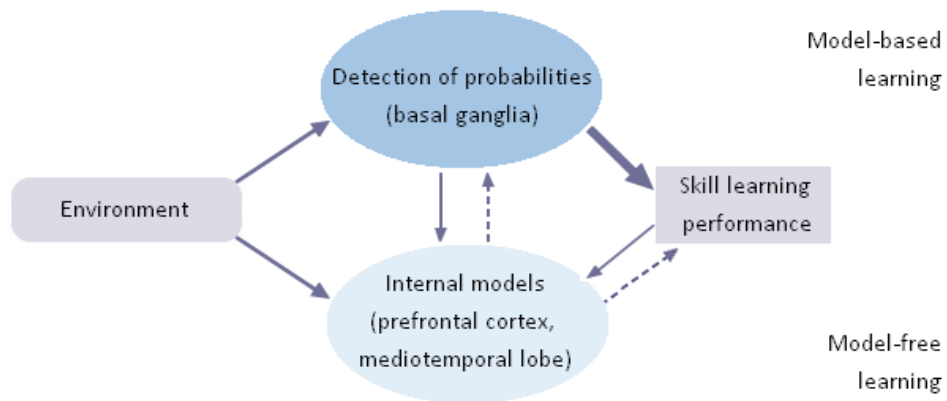 Model-based
learning
Detection of probabilities
(basal ganglia)
Environment
Skill learning
performance
Internal models
(prefrontal cortex,
mediotemporal lobe)
Model-free
learning